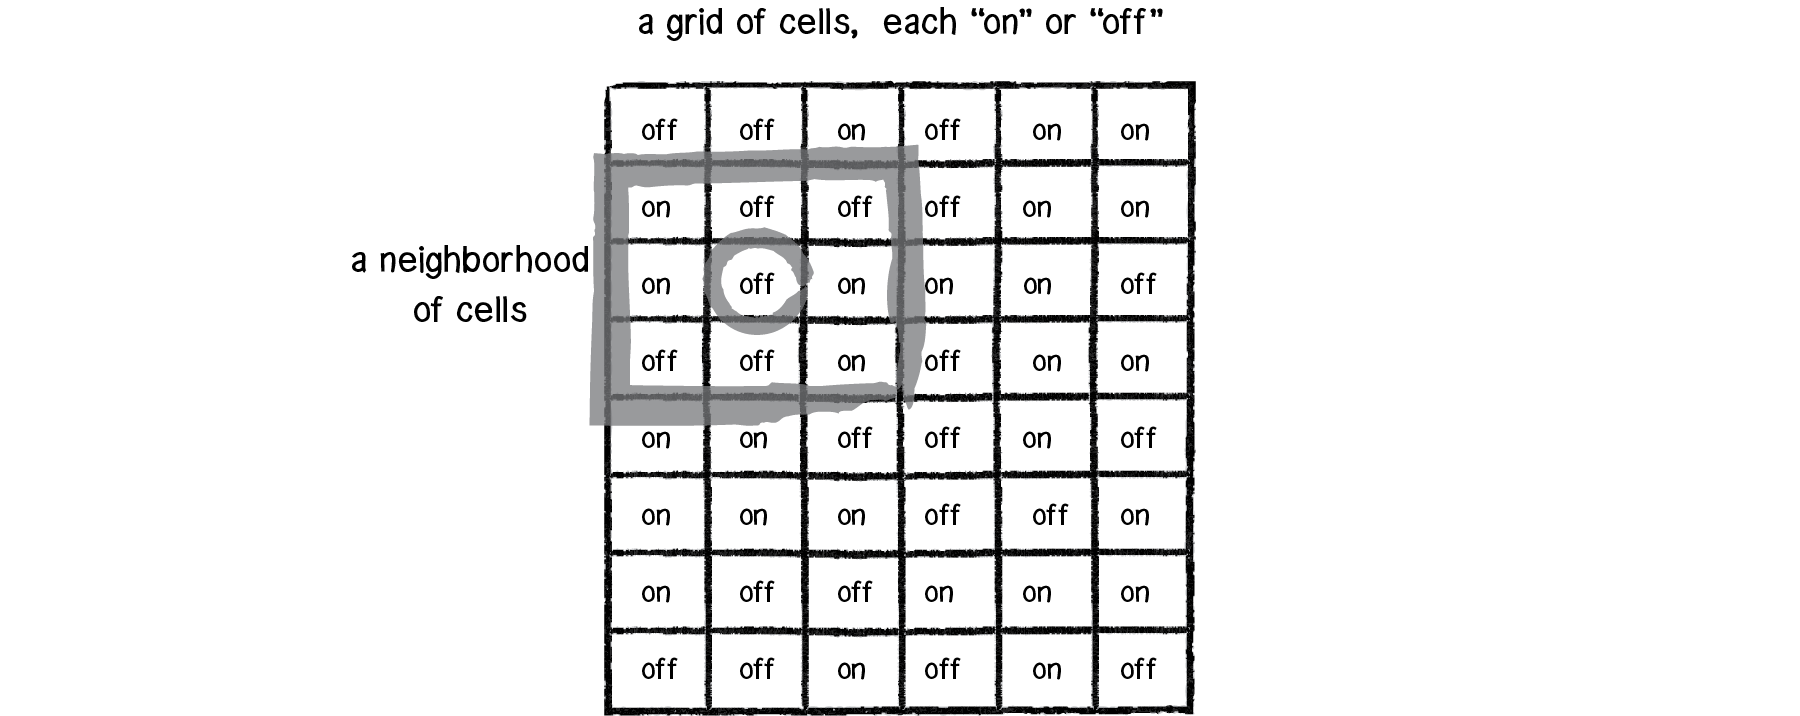 a grid of cells, each “on” or “off”
off off on off on on
on off off off on on
a neighborhood
of cells
on off on on on off
off off on off on on
on on off off on off
on on on off off on
on off off on on on
off off on off on off